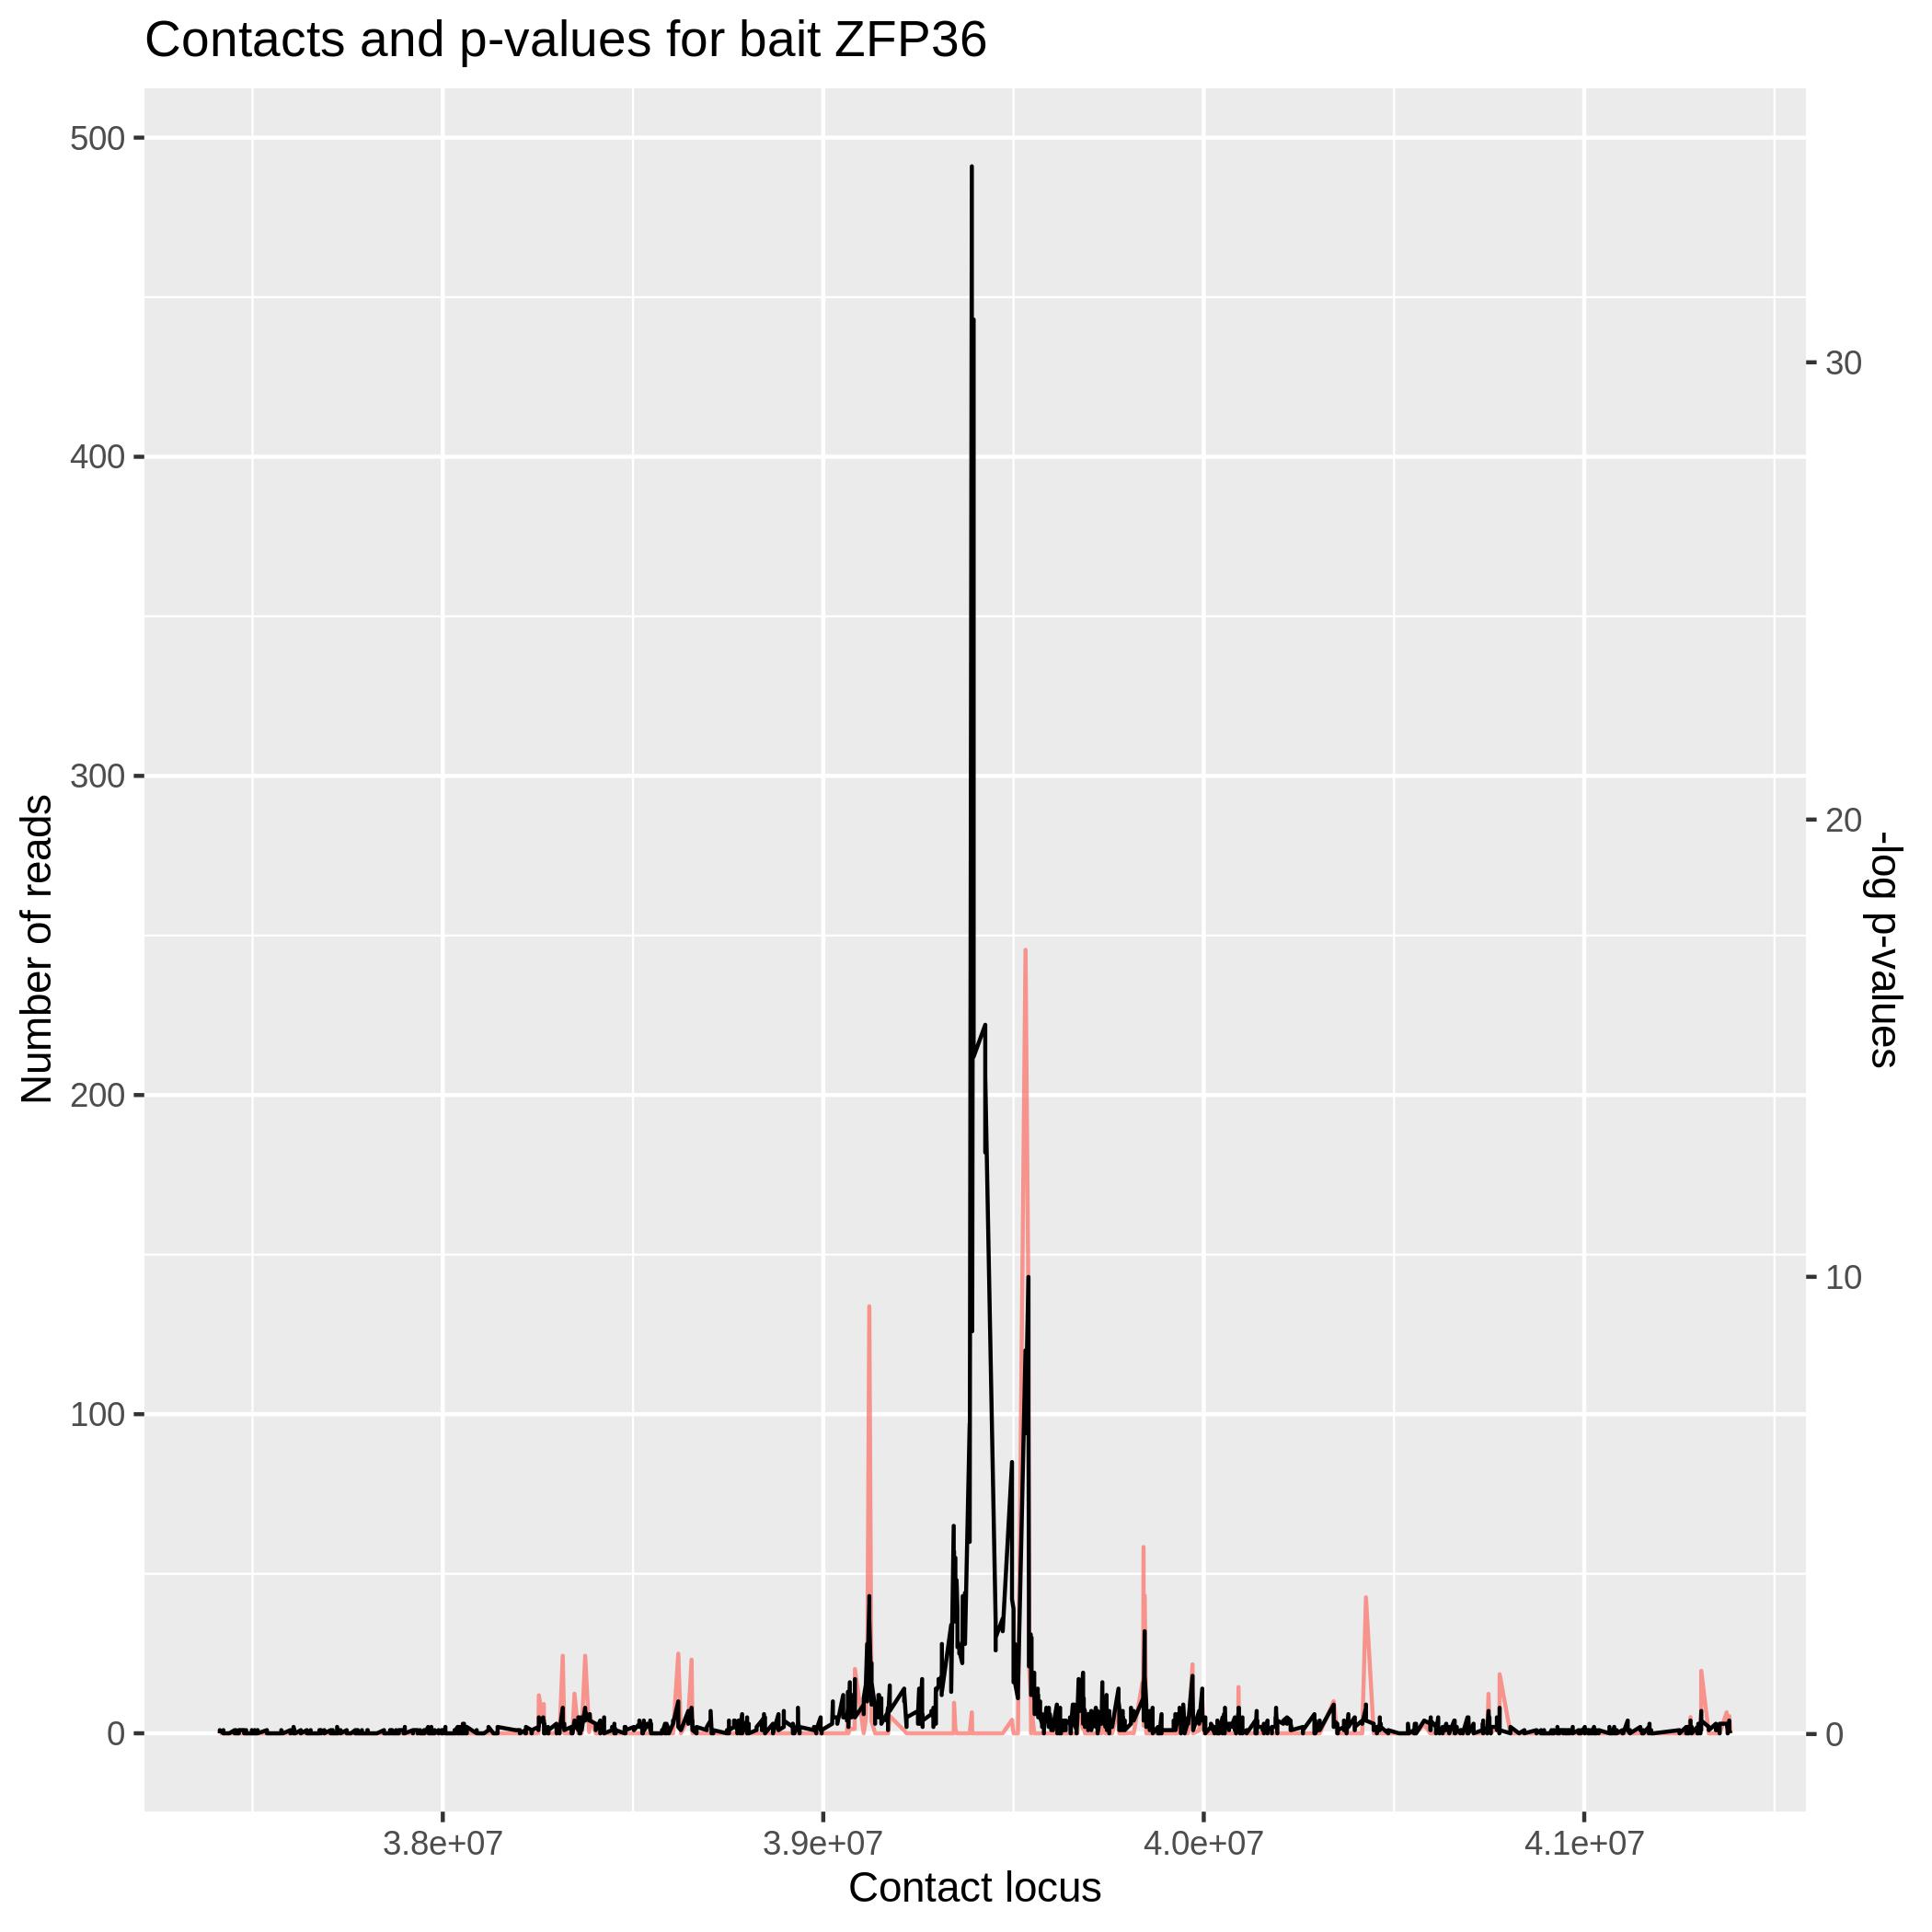 Contacts and p-values for bait ZFP36
Number of reads
500
400
300
200
100
0
30
20
10
0
-log p-values
3.8e+07 3.9e+07 4.0e+07 4.1e+07
Contact locus